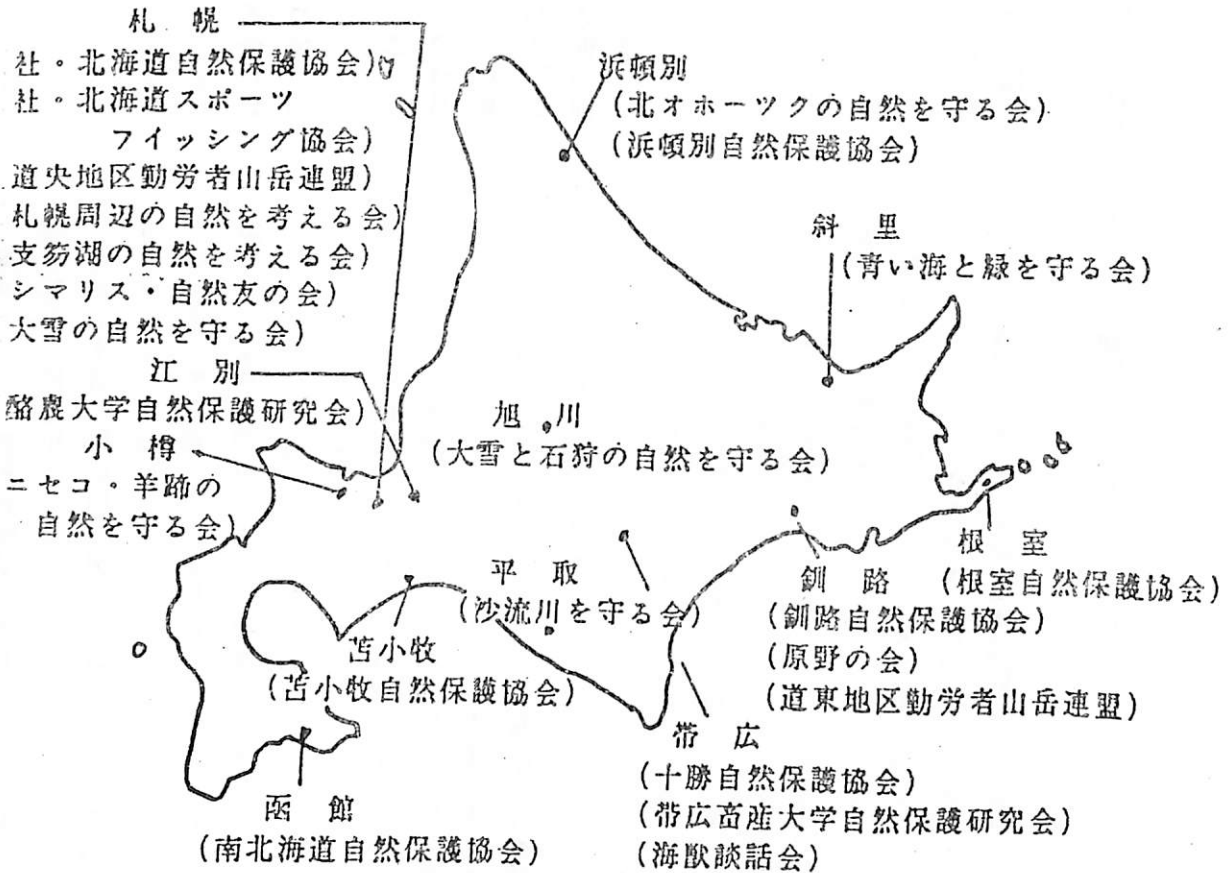 札幌
社・北海道自然保護協会)
社・北海道スポーツ
フイッシング協会)
道央地区勤労者山岳連盟)
札幌周辺の自然を考える会)
支笏湖の自然を考える会)
シマリス・自然友の会)
大雪の自然を守る会)
江別
酪農大学自然保護研究会)
小樽
ニセコ・羊蹄の
自然を守る会)
浜頓別
(北オホーツクの自然を守る会)
(浜頓別自然保護協会)
斜里
(青い海と緑を守る会)
旭川
(大雪と石狩の自然を守る会)
平取
(沙流川を守る会)
苫小牧
(苫小牧自然保護協会)
函館
(南北海道自然保護協会)
根室
(根室自然保護協会)
釧路
(釧路自然保護協会)
(原野の会)
(道東地区勤労者山岳連盟)
帯広
(十勝自然保護協会)
(帯広畜産大学自然保護研究会)
(海獣談話会)